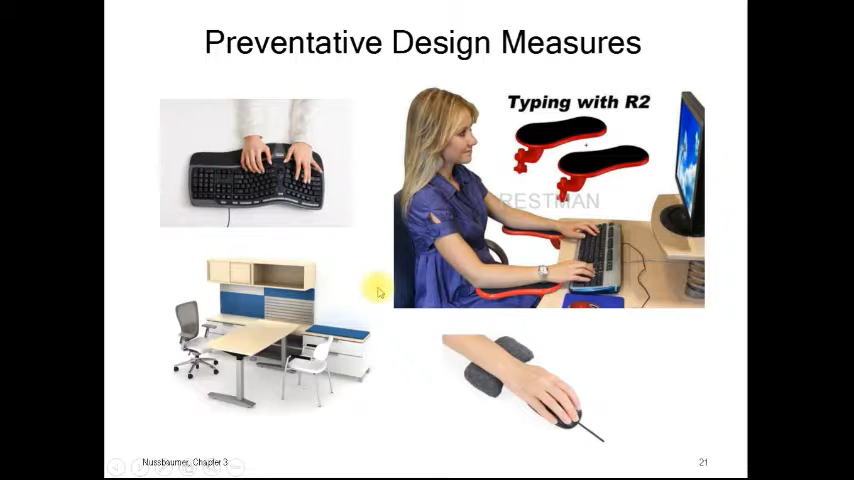 Preventative Design Measures
Typing with R2
RESTMAN
Nussbaumer, Chapter 3
21